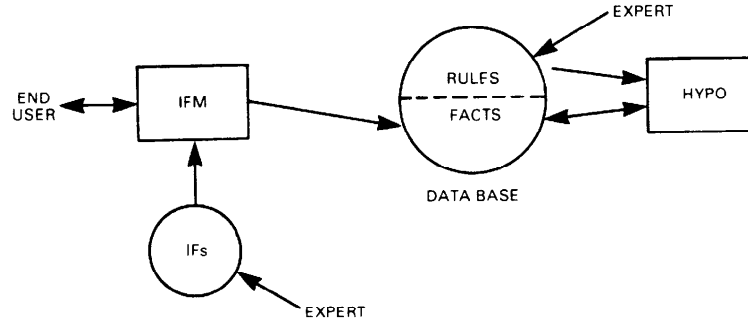 EXPERT
RULES
END
USER
IFM
HYPO
FACTS
DATA BASE
IFs
EXPERT